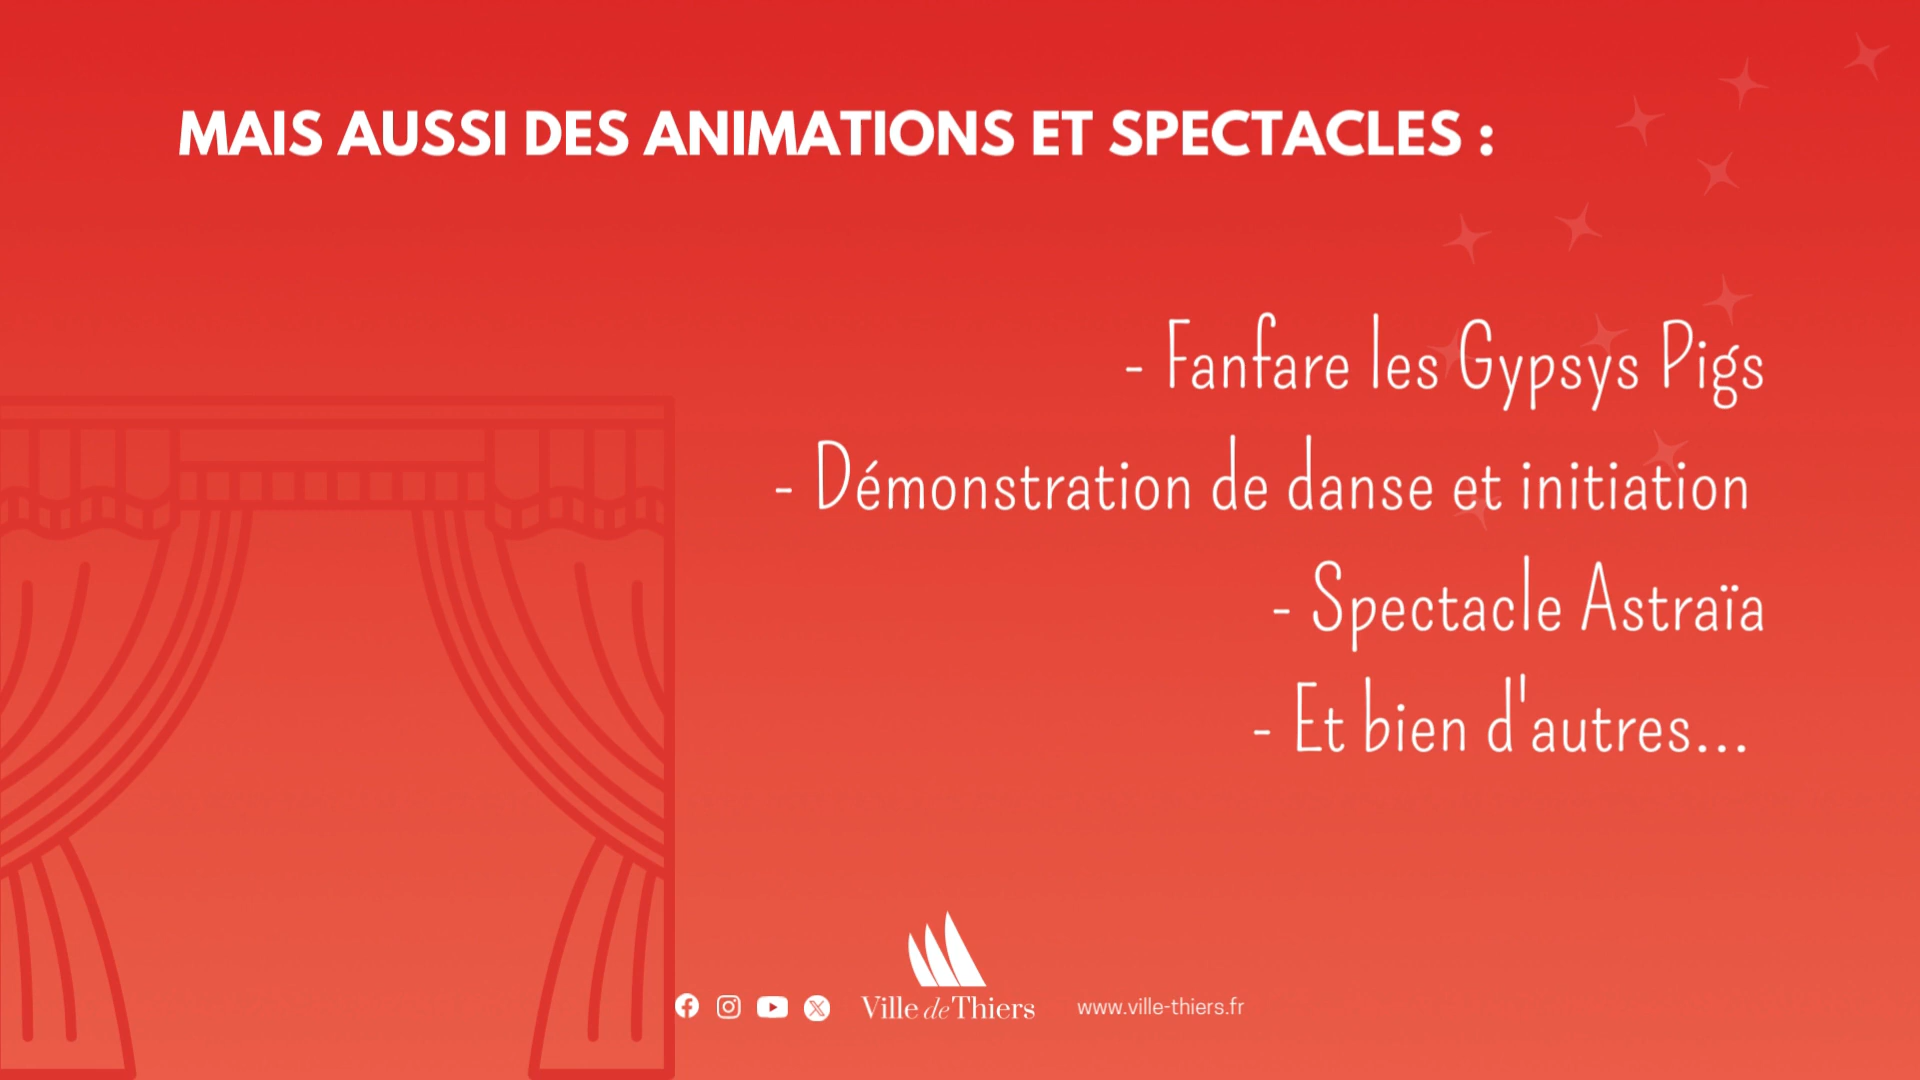 MAIS AUSSI DES ANIMATIONS ET SPECTACLES :
- Fanfare les Gypsys Pigs
- Démonstration de danse et initiation
- Spectacle Astraïa
- Et bien d'autres...
Ville de Thiers
www.ville-thiers.fr